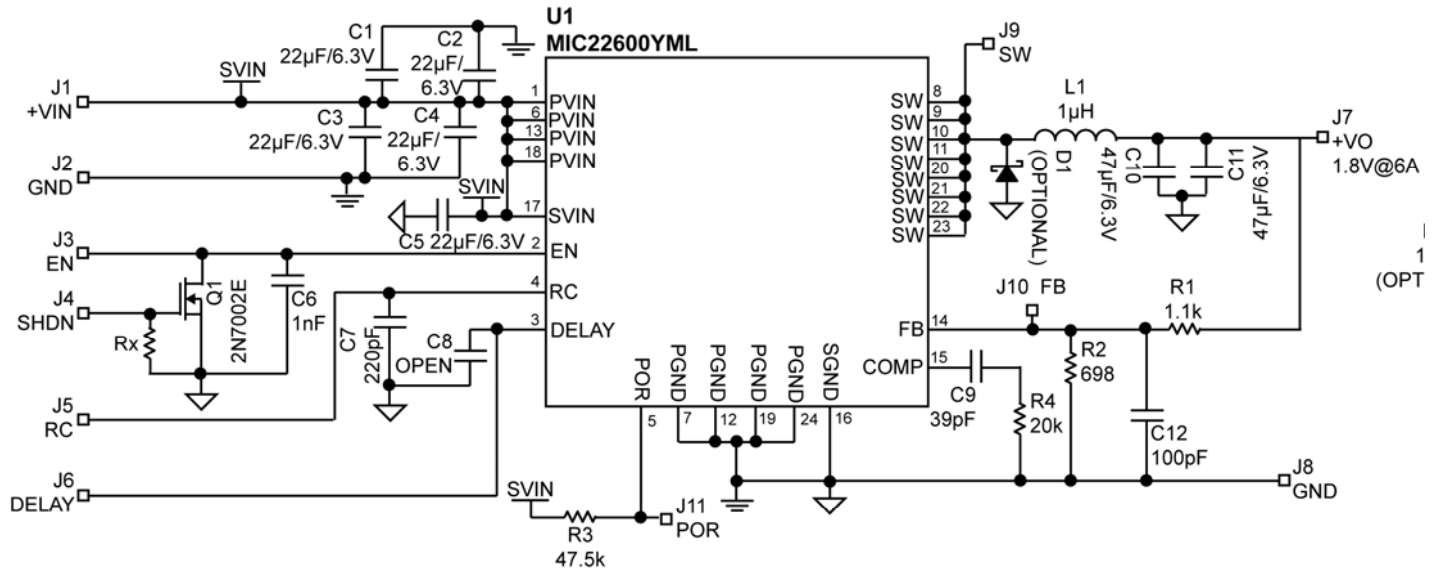 U1
MIC22600YML
C1
22µF/6.3V
C2
22µF/
6.3V
SVIN
J1
+VIN
C3
22µF/6.3V
C4
22µF/
6.3V
J2
GND
SVIN
C5 22µF/6.3V
J3
EN
J4
SHDN
Rx
Q1
2N7002E
C6
1nF
C7
220pF
C8
OPEN
J5
RC
J6
DELAY
1 PVIN
6 PVIN
13 PVIN
18 PVIN
17 SVIN
2 EN
4 RC
3 DELAY
POR 5
PGND 7
PGND 12
PGND 19
PGND 24
SGND 16
SW 8
SW 9
SW 10
SW 11
SW 20
SW 21
SW 22
SW 23
FB 14
COMP 15
J9
SW
L1
1µH
D1
(OPTIONAL)
C10
47µF/6.3V
C11
47µF/6.3V
J7
+VO
1.8V@6A
1
(OPT
J10 FB
R1
1.1k
R2
698
C9
39pF
R4
20k
C12
100pF
J8
GND
SVIN
R3
47.5k
J11
POR